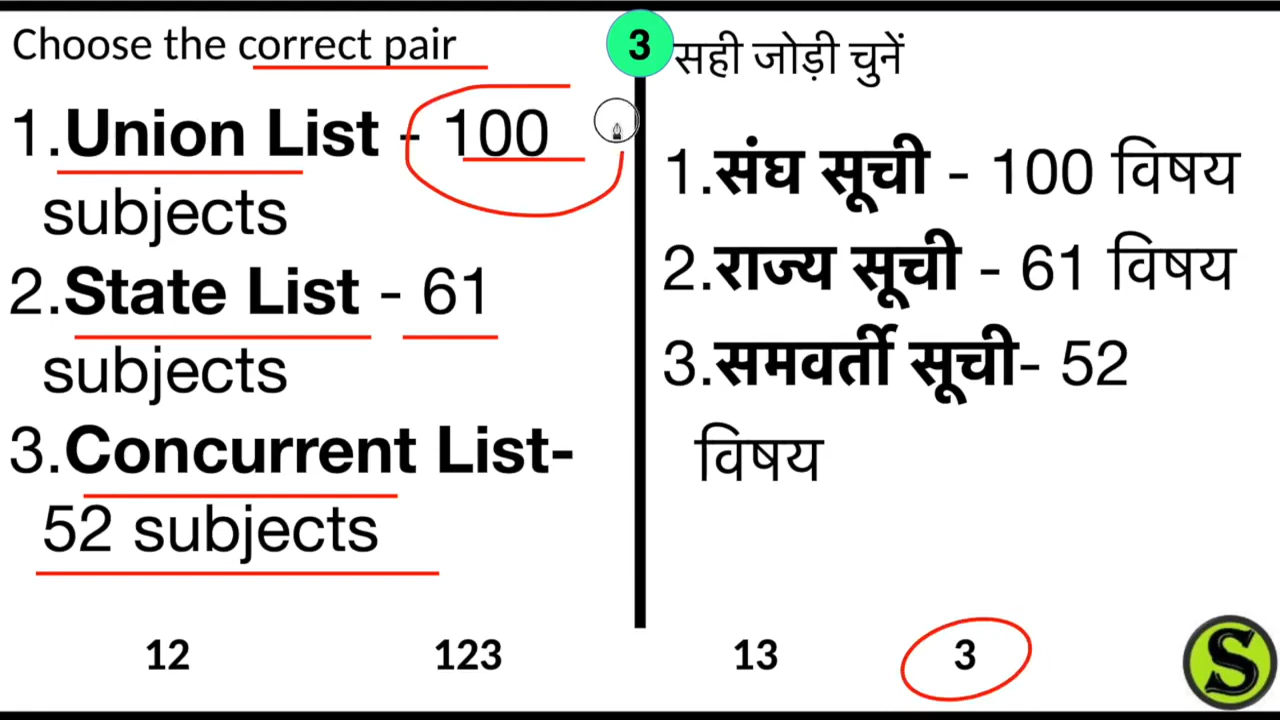 Choose the correct pair
1.Union List - 100
subjects
2.State List - 61
subjects
3.Concurrent List-
52 subjects
3
सही जोड़ी चुनें
1.संघ सूची - 100 विषय
2.राज्य सूची - 61 विषय
3.समवर्ती सूची- 52
विषय
12 123 13 3
S